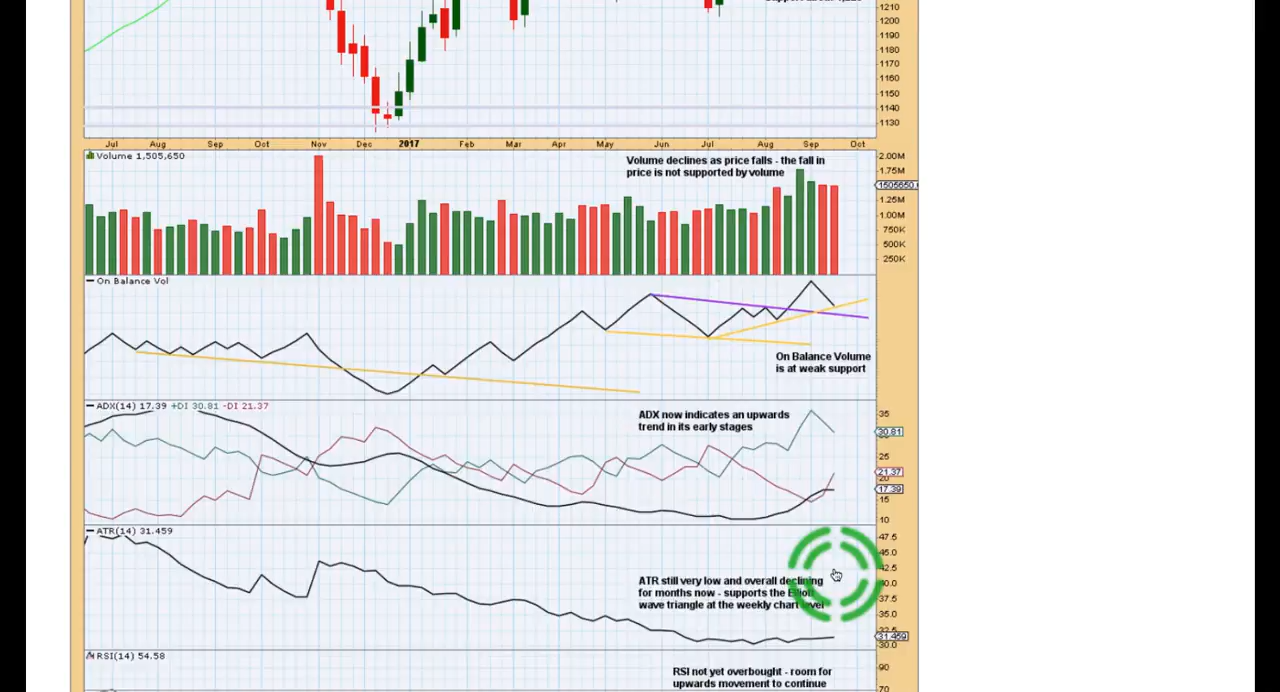 1210
1200
1190
1180
1170
1160
1150
1140
1130
Jul Aug Sep Oct Nov Dec 2017 Feb Mar Apr May Jun Jul Aug Sep Oct
Volume 1,505,650
Volume declines as price falls - the fall in
price is not supported by volume
2.00M
1.75M
1505650.
1.25M
1.00M
750K
500K
250K
On Balance Vol
On Balance Volume
is at weak support
ADX(14) 17.39 +DI 30.81 -DI 21.37
ADX now indicates an upwards
trend in its early stages
35
30.81
25
21.37
20
17.39
15
10
ATR(14) 31.459
ATR still very low and overall declining
for months now - supports the Elliott
wave triangle at the weekly chart level
47.5
45.0
42.5
40.0
37.5
35.0
32.5
31.459
30.0
RSI(14) 54.58
RSI not yet overbought - room for
upwards movement to continue
90
70